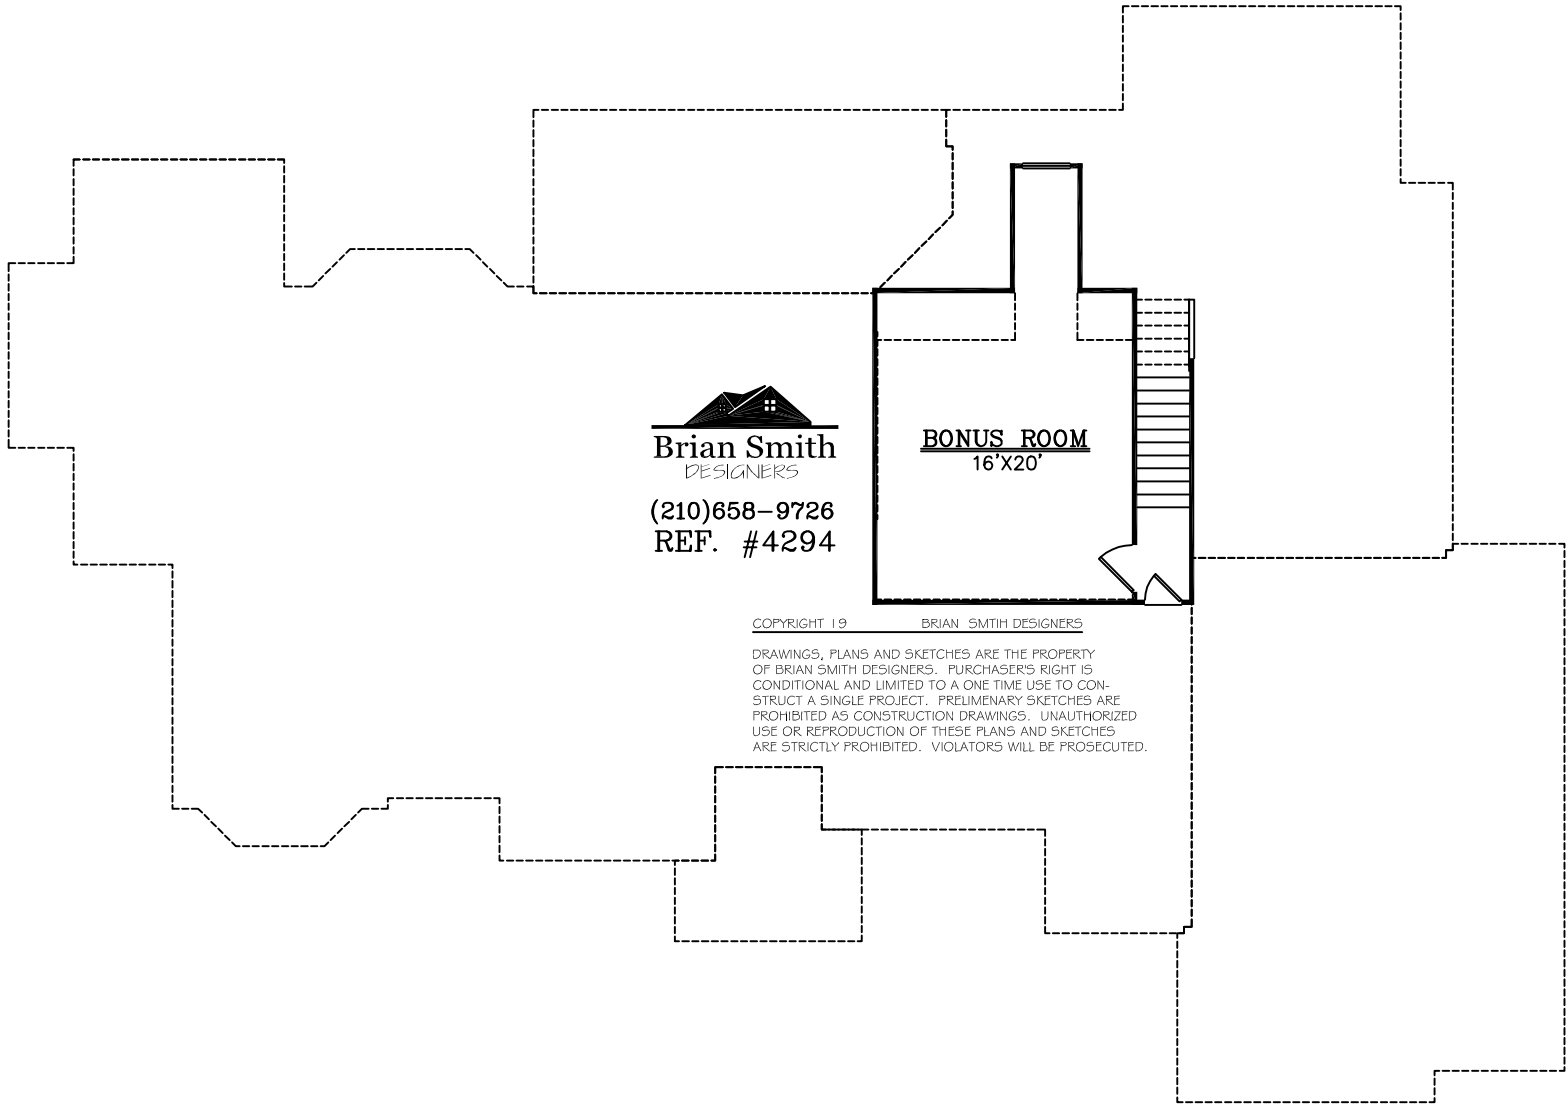 BONUS ROOM
16'X20'
Brian Smith
DESIGNERS
(210)658-9726
REF. #4294
COPYRIGHT 19 BRIAN SMTIH DESIGNERS
DRAWINGS, PLANS AND SKETCHES ARE THE PROPERTY
OF BRIAN SMITH DESIGNERS. PURCHASER'S RIGHT IS
CONDITIONAL AND LIMITED TO A ONE TIME USE TO CON-
STRUCT A SINGLE PROJECT. PRELIMENARY SKETCHES ARE
PROHIBITED AS CONSTRUCTION DRAWINGS. UNAUTHORIZED
USE OR REPRODUCTION OF THESE PLANS AND SKETCHES
ARE STRICTLY PROHIBITED. VIOLATORS WILL BE PROSECUTED.